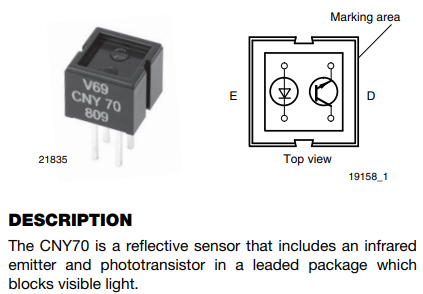 Marking area
V69
CNY 70
809
E
D
21835
Top view
19158_1
DESCRIPTION
The CNY70 is a reflective sensor that includes an infrared
emitter and phototransistor in a leaded package which
blocks visible light.